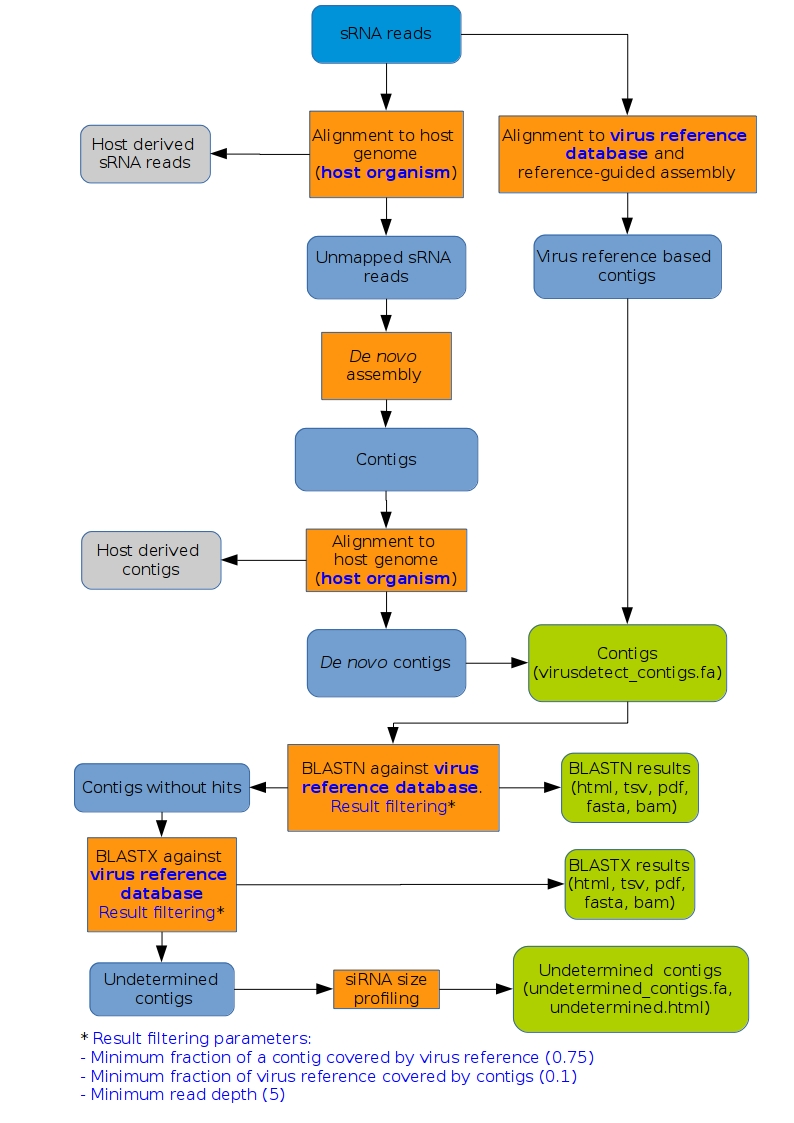 sRNA reads
Host derived
sRNA reads
Alignment to host
genome
(host organism)
Alignment to virus reference
database and
reference-guided assembly
Unmapped sRNA
reads
Virus reference based
contigs
De novo
assembly
Contigs
Host derived
contigs
Alignment to
host genome
(host organism)
De novo contigs
Contigs
(virusdetect_contigs.fa)
Contigs without hits
BLASTN against virus
reference database.
Result filtering*
BLASTN results
(html, tsv, pdf,
fasta, bam)
BLASTX against
virus reference
database
Result filtering*
BLASTX results
(html, tsv, pdf,
fasta, bam)
Undetermined
contigs
siRNA size
profiling
Undetermined contigs
(undetermined_contigs.fa,
undetermined.html)
* Result filtering parameters:
- Minimum fraction of a contig covered by virus reference (0.75)
- Minimum fraction of virus reference covered by contigs (0.1)
- Minimum read depth (5)